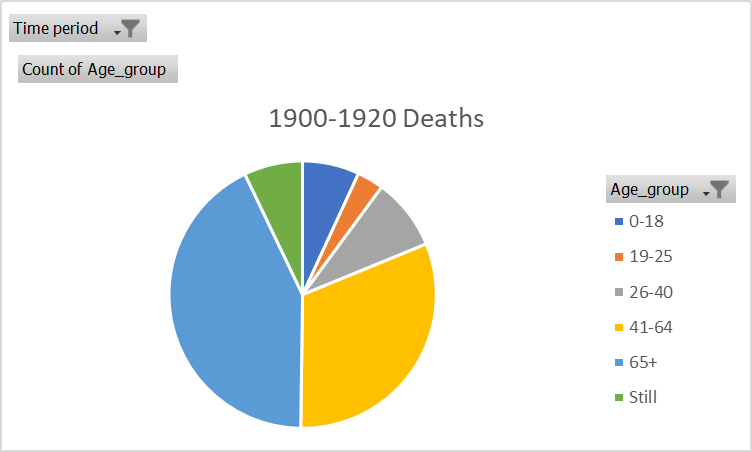 Time period
Count of Age_group
1900-1920 Deaths
Age_group
0-18
19-25
26-40
41-64
65+
Still